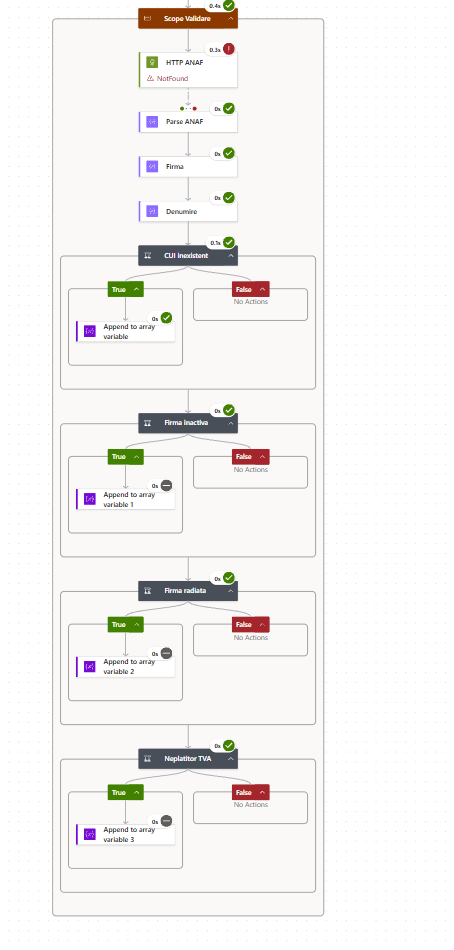 0.4s
Scope Validare
0.3s
HTTP ANAF
NotFound
0s
Parse ANAF
0s
Firma
0s
Denumire
0.1s
CUI inexistent
True
False
No Actions
0s
Append to array
variable
0s
Firma inactiva
True
False
No Actions
0s
Append to array
variable 1
0s
Firma radiata
True
False
No Actions
0s
Append to array
variable 2
0s
Neplatitor TVA
True
False
No Actions
0s
Append to array
variable 3